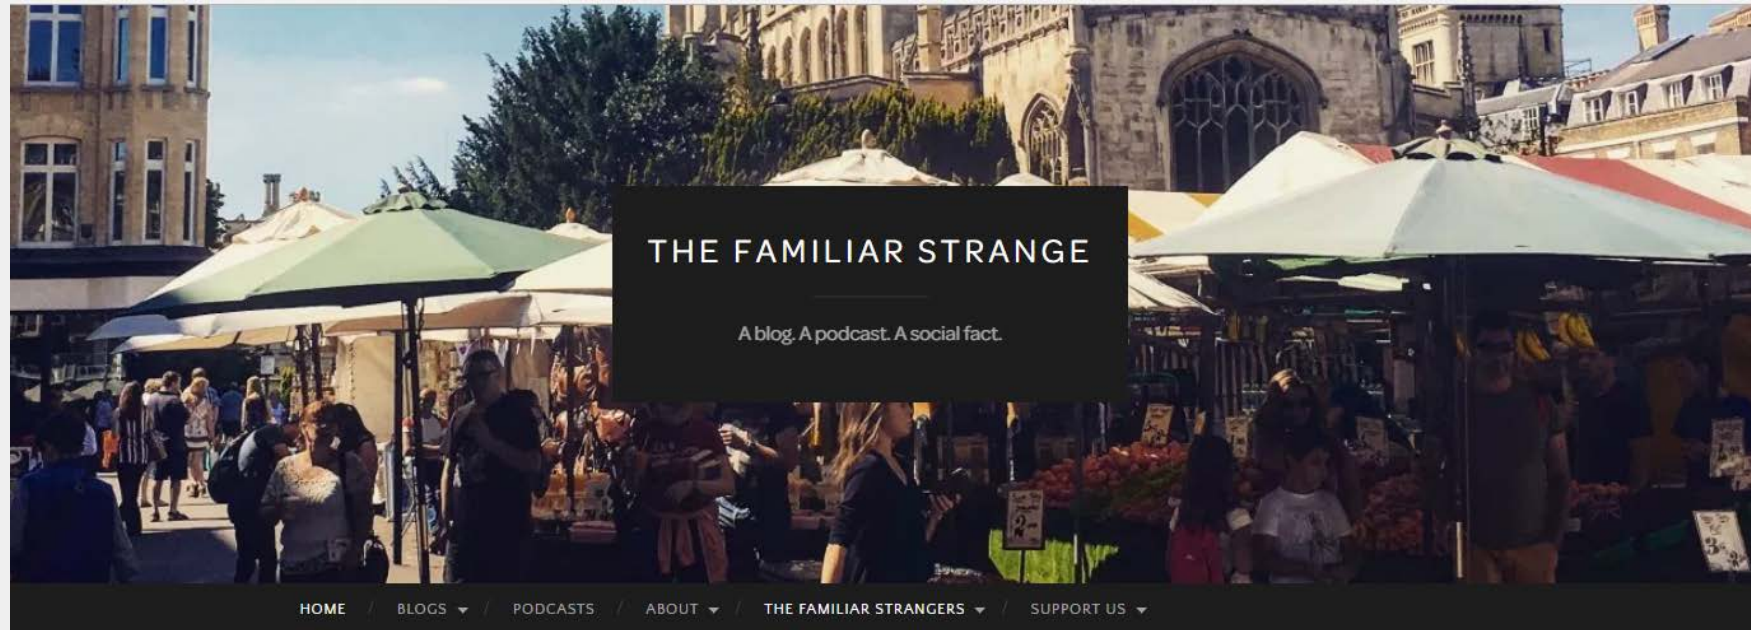 THE FAMILIAR STRANGE
A blog. A podcast. A social fact.
HOME / BLOGS / PODCASTS / ABOUT / THE FAMILIAR STRANGERS / SUPPORT US